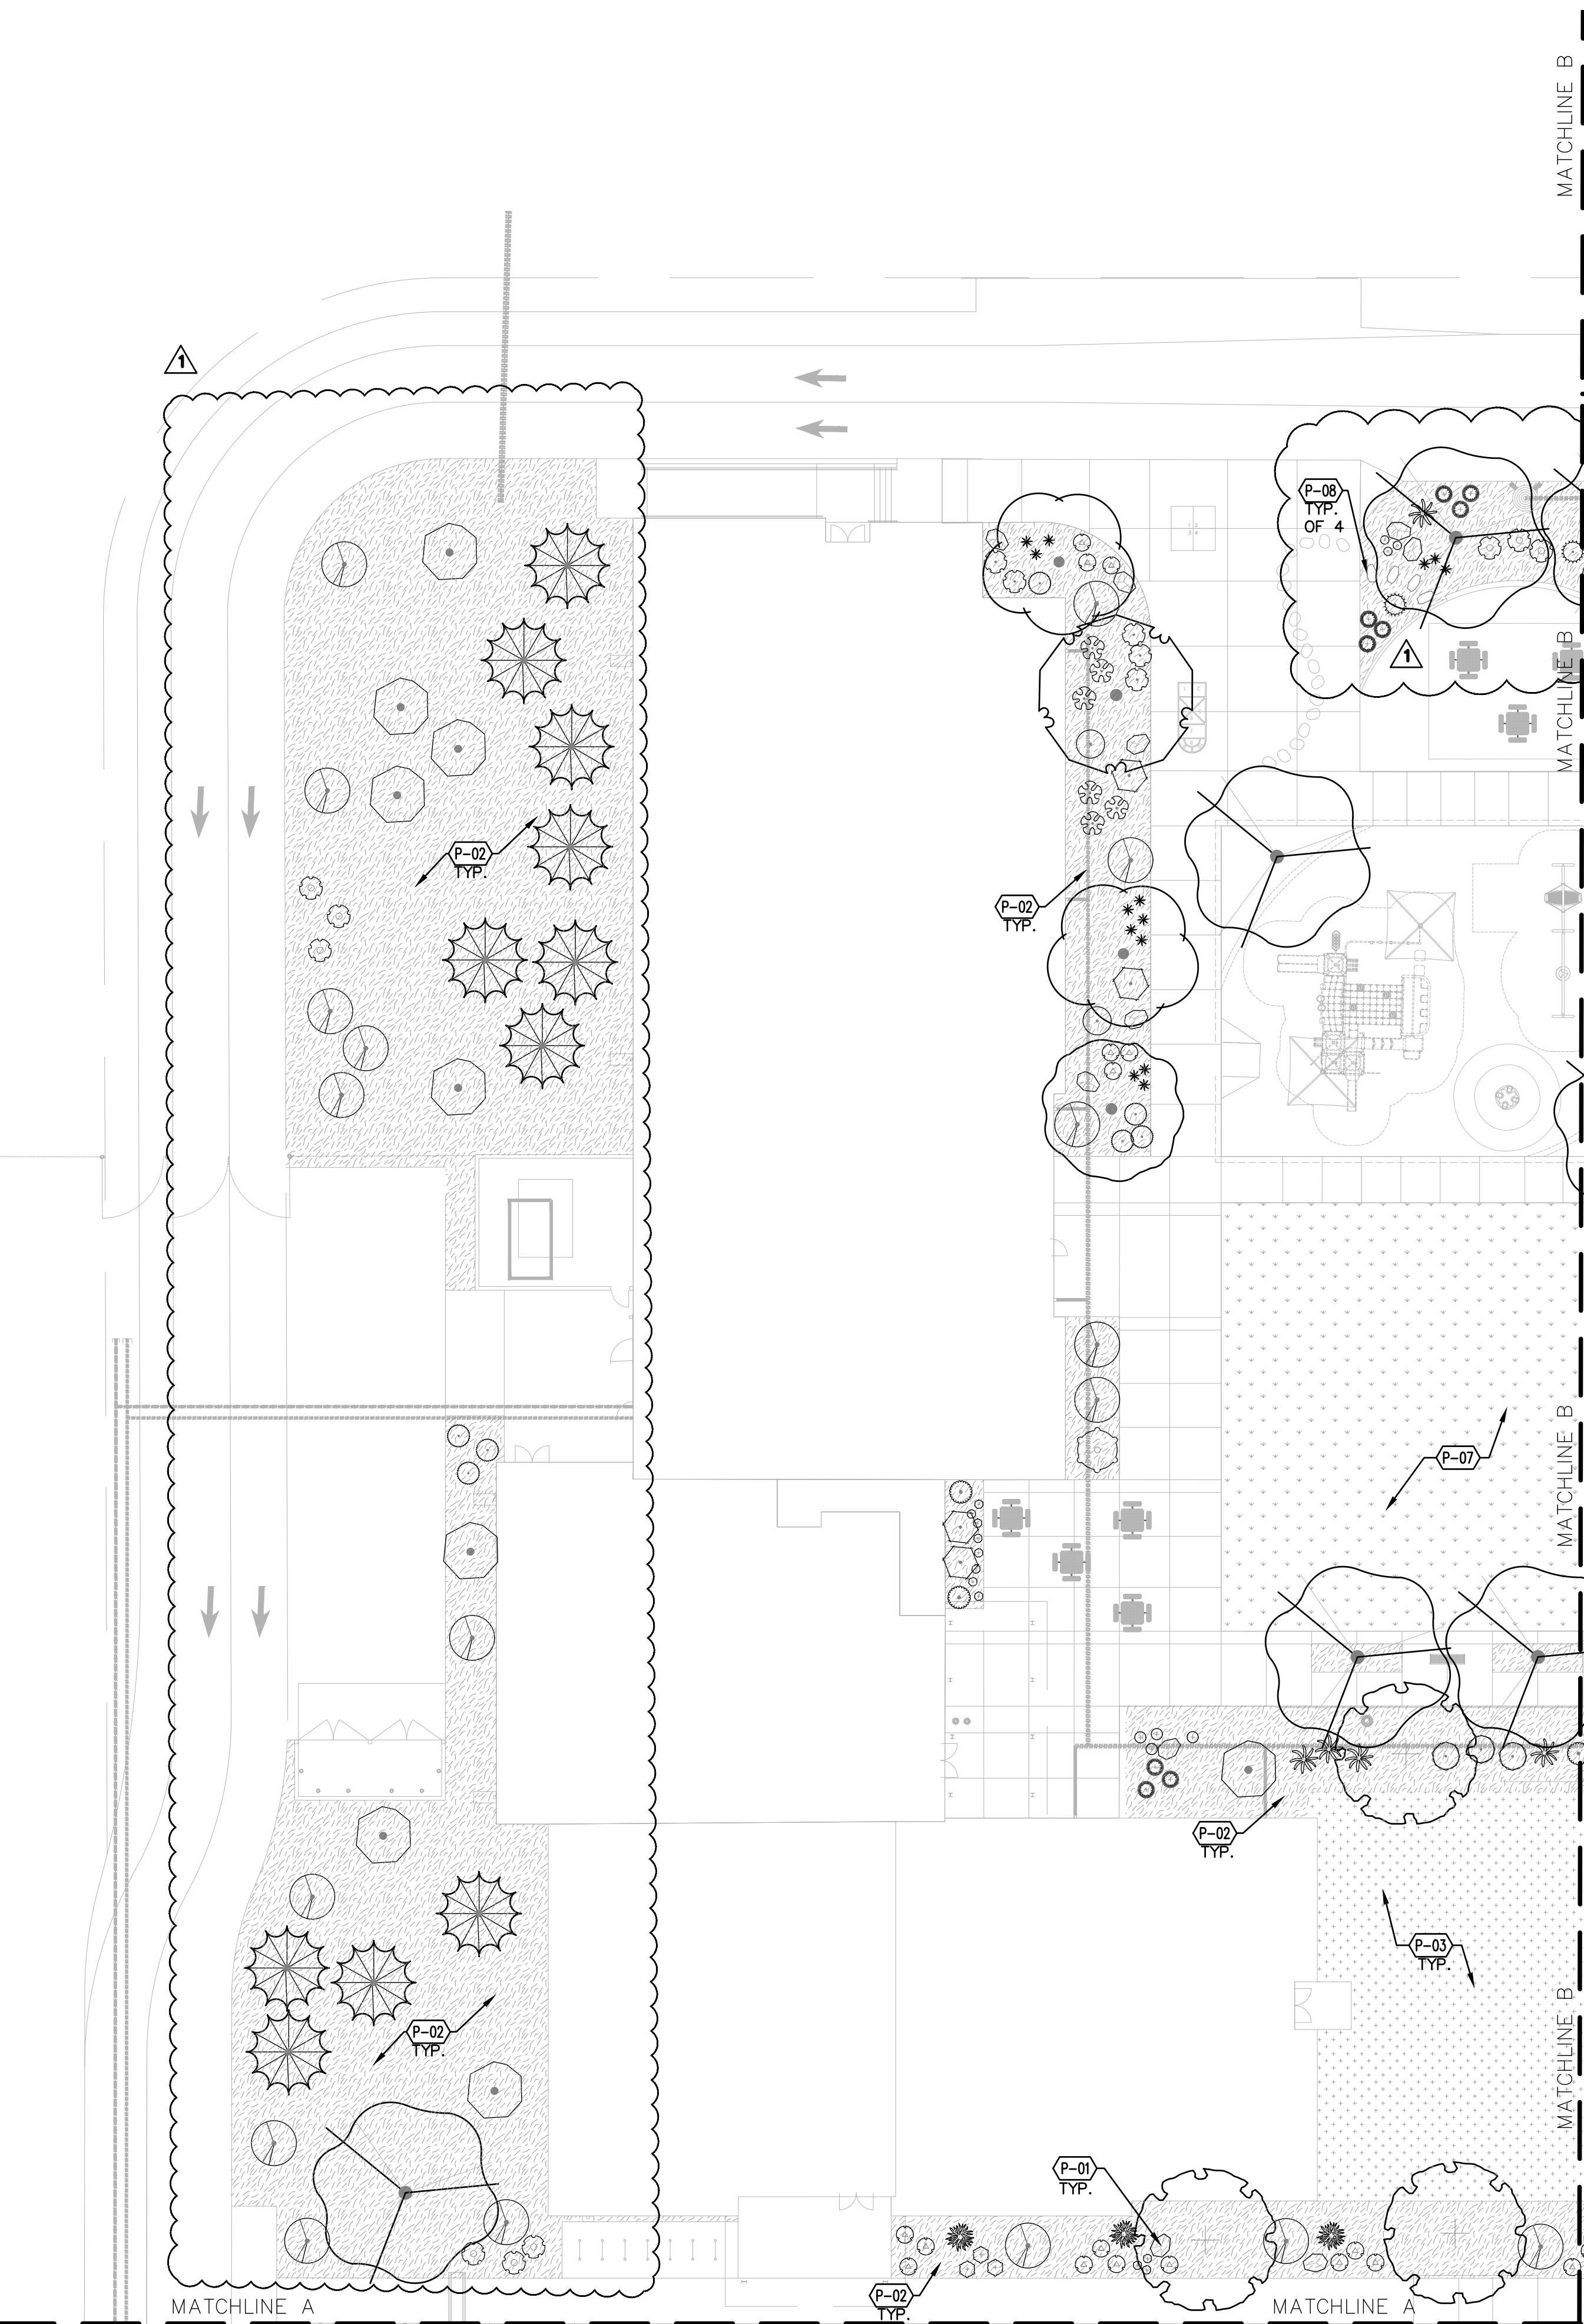 MATCHLINE B
1
P-08
TYP.
OF 4
1
MATCHLINE B
P-02
TYP.
P-02
TYP.
P-07
MATCHLINE B
P-02
TYP.
P-03
TYP.
P-02
TYP.
MATCHLINE B
P-01
TYP.
P-02
TYP.
MATCHLINE A
MATCHLINE A